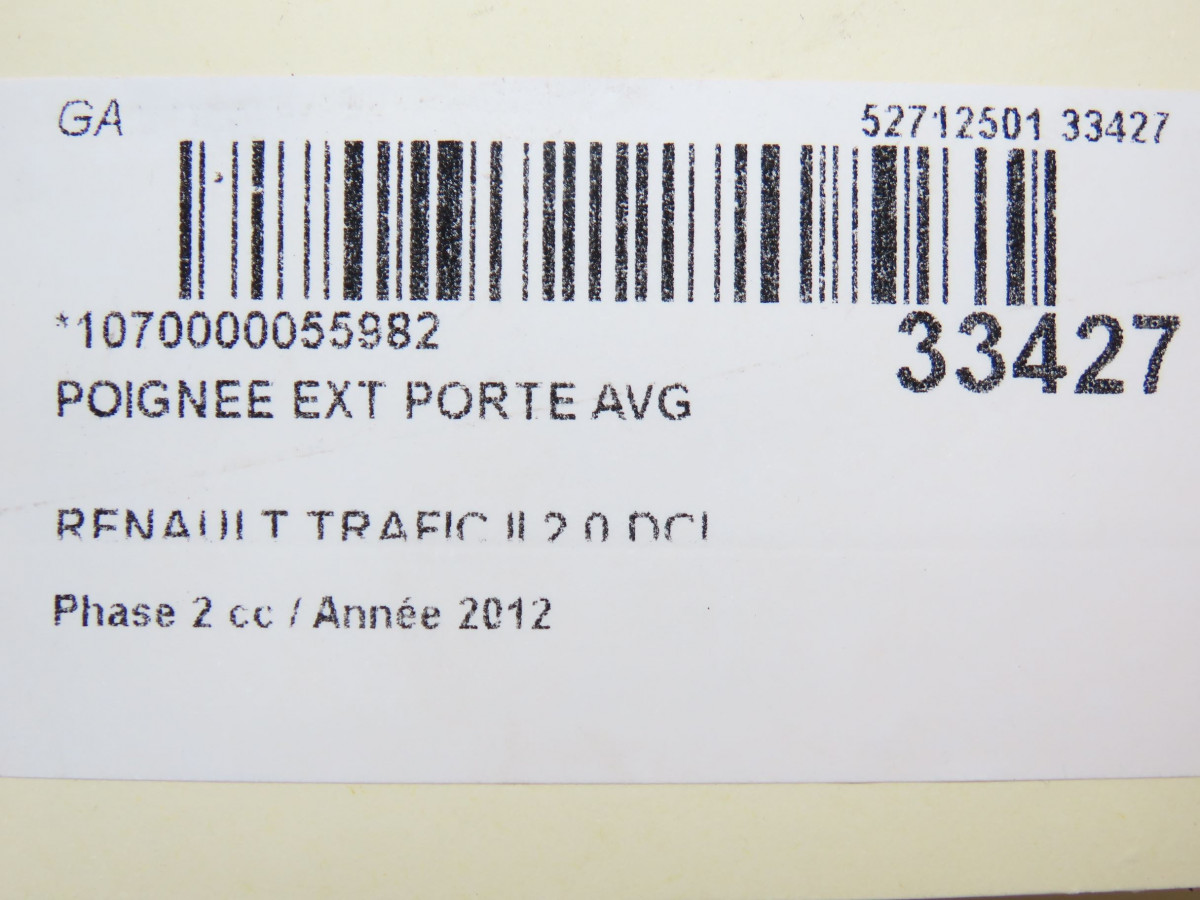 GA
52712501 33427
*1070000055982
33427
POIGNEE EXT PORTE AVG
RENAULT TRAFIC II 2.0 DCI
Phase 2 cc / Année 2012